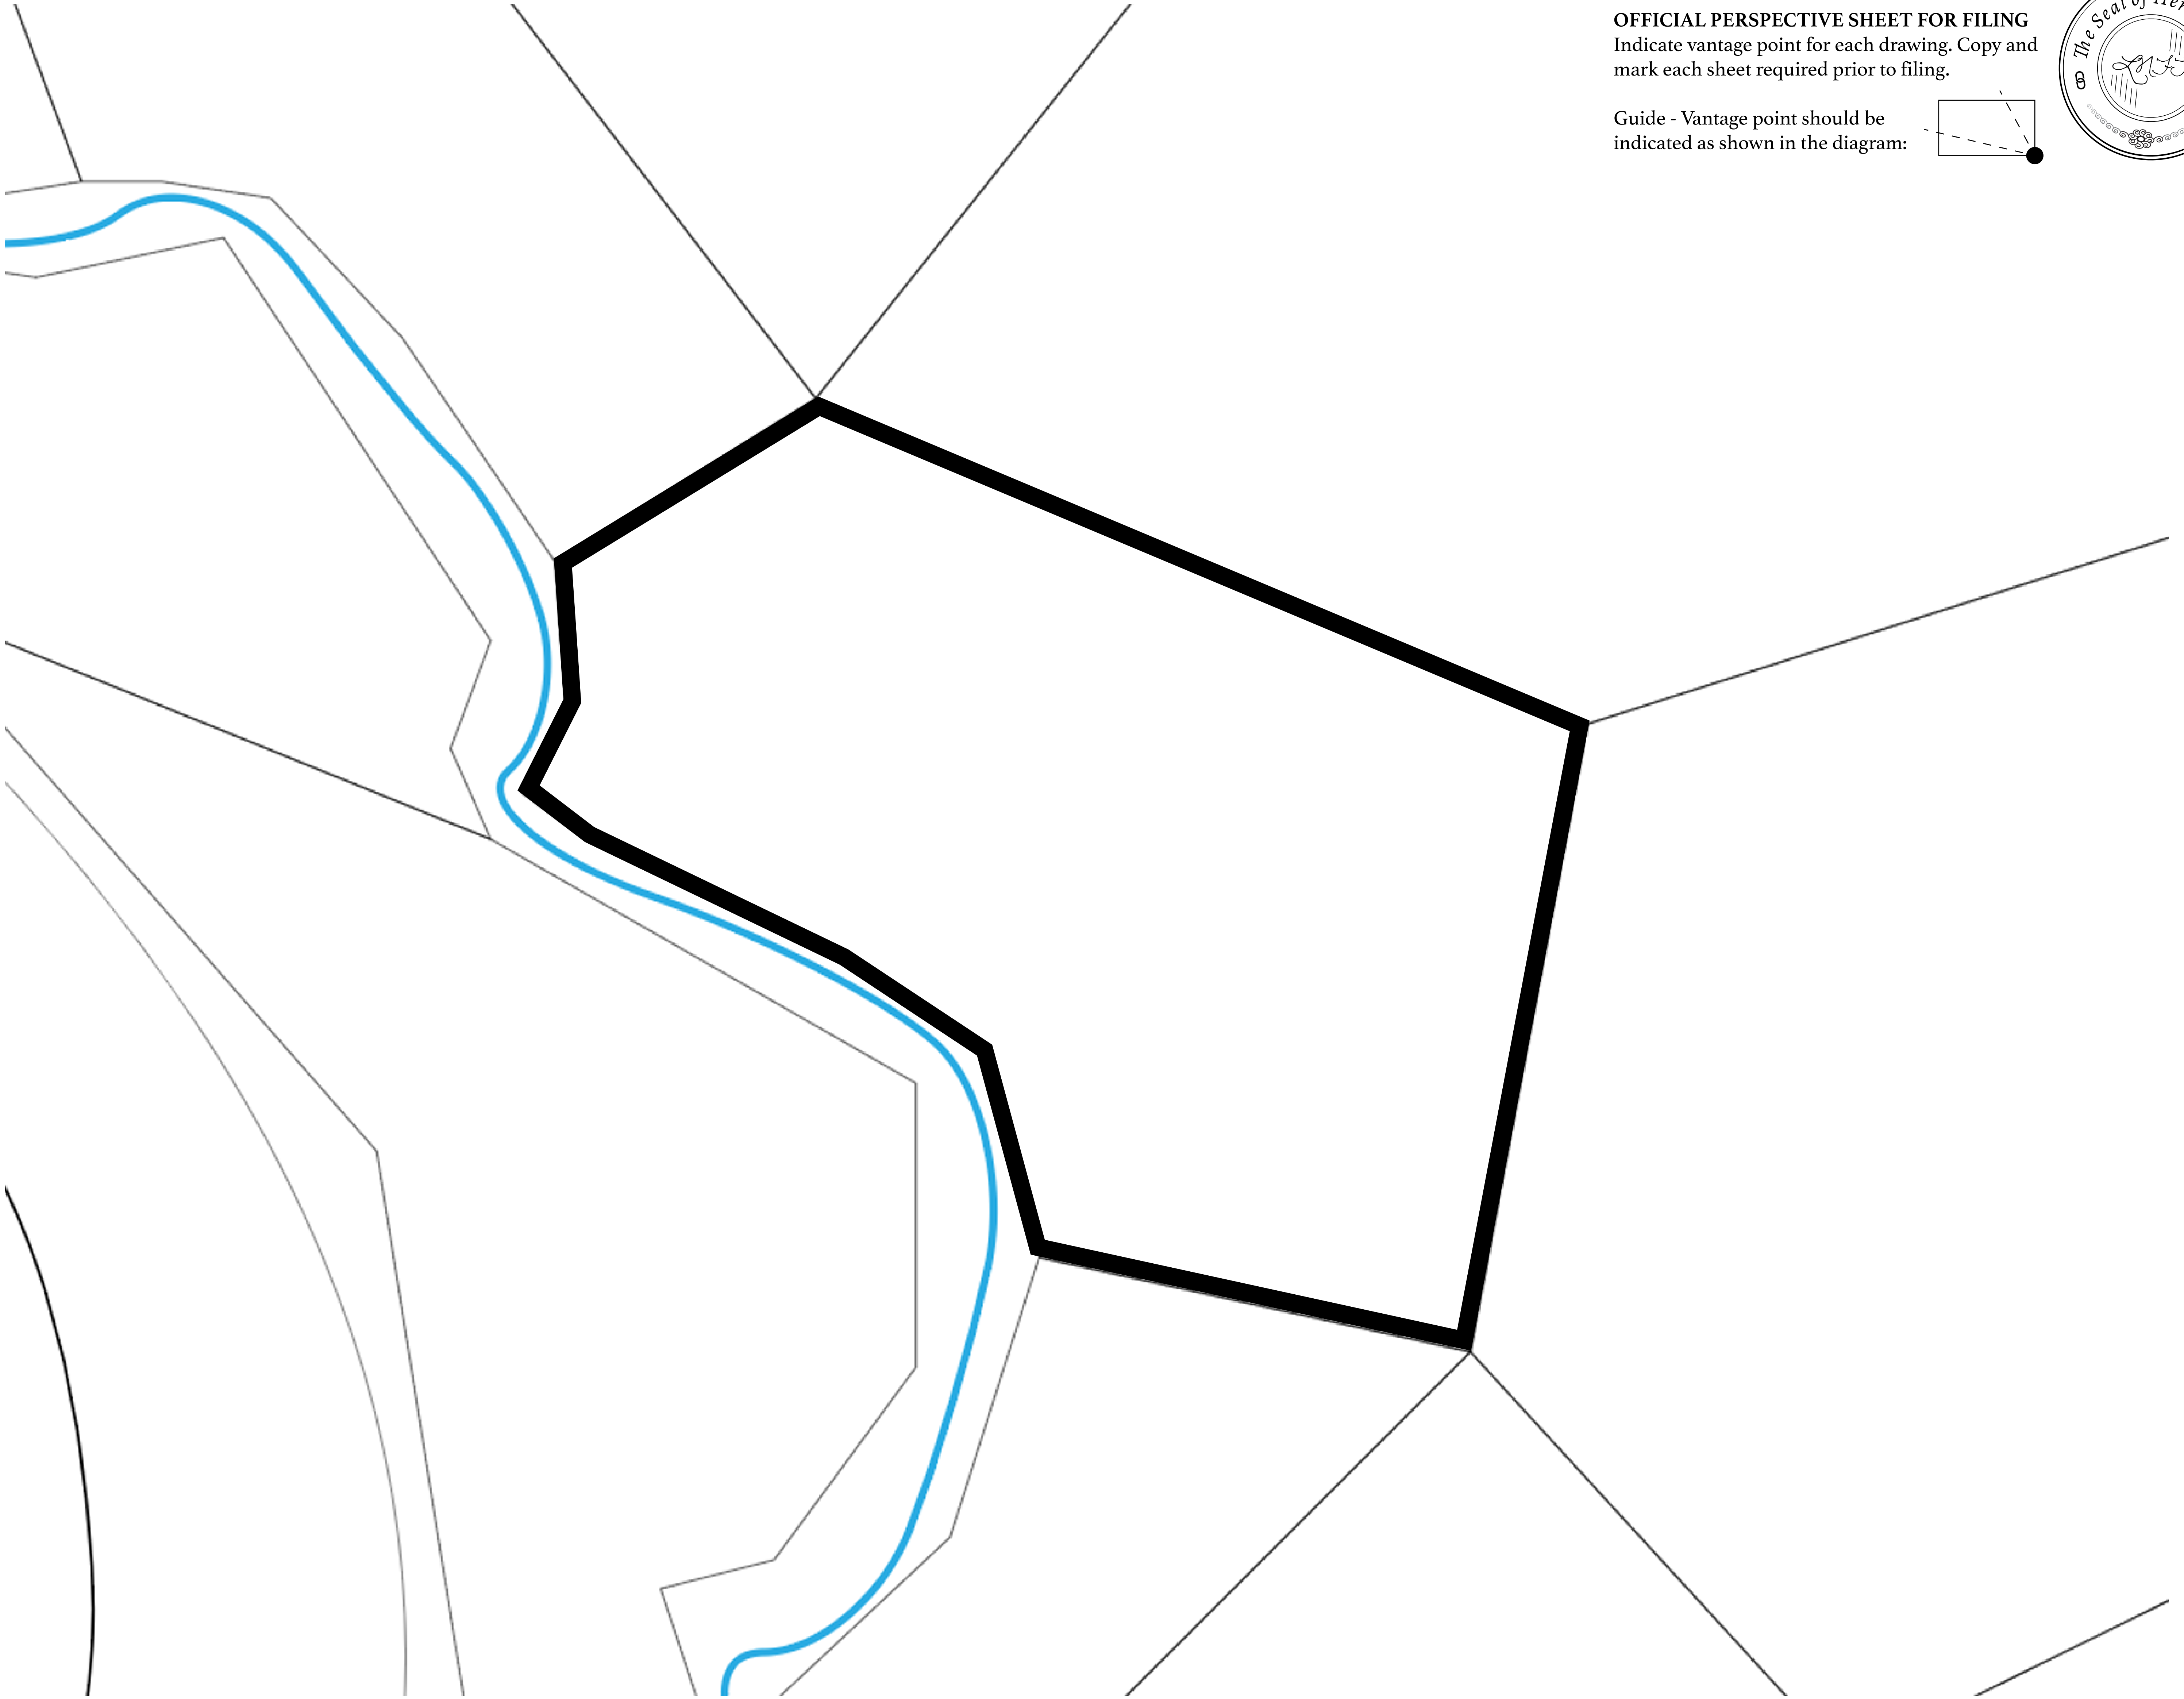 OFFICIAL PERSPECTIVE SHEET FOR FILING
Indicate vantage point for each drawing. Copy and
mark each sheet required prior to filing.
Guide - Vantage point should be
indicated as shown in the diagram:
The Seal of